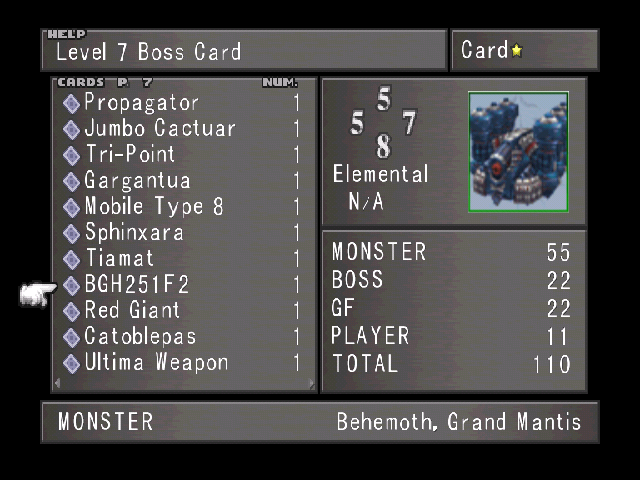 HELP
Level 7 Boss Card
Card
CARDS P. 7 NUM.
Propagator 1
Jumbo Cactuar 1
Tri-Point 1
Gargantua 1
Mobile Type 8 1
Sphinxara 1
Tiamat 1
BGH251F2 1
Red Giant 1
Catoblepas 1
Ultima Weapon 1
5
5 7
8
Elemental
N/A
MONSTER 55
BOSS 22
GF 22
PLAYER 11
TOTAL 110
MONSTER Behemoth, Grand Mantis